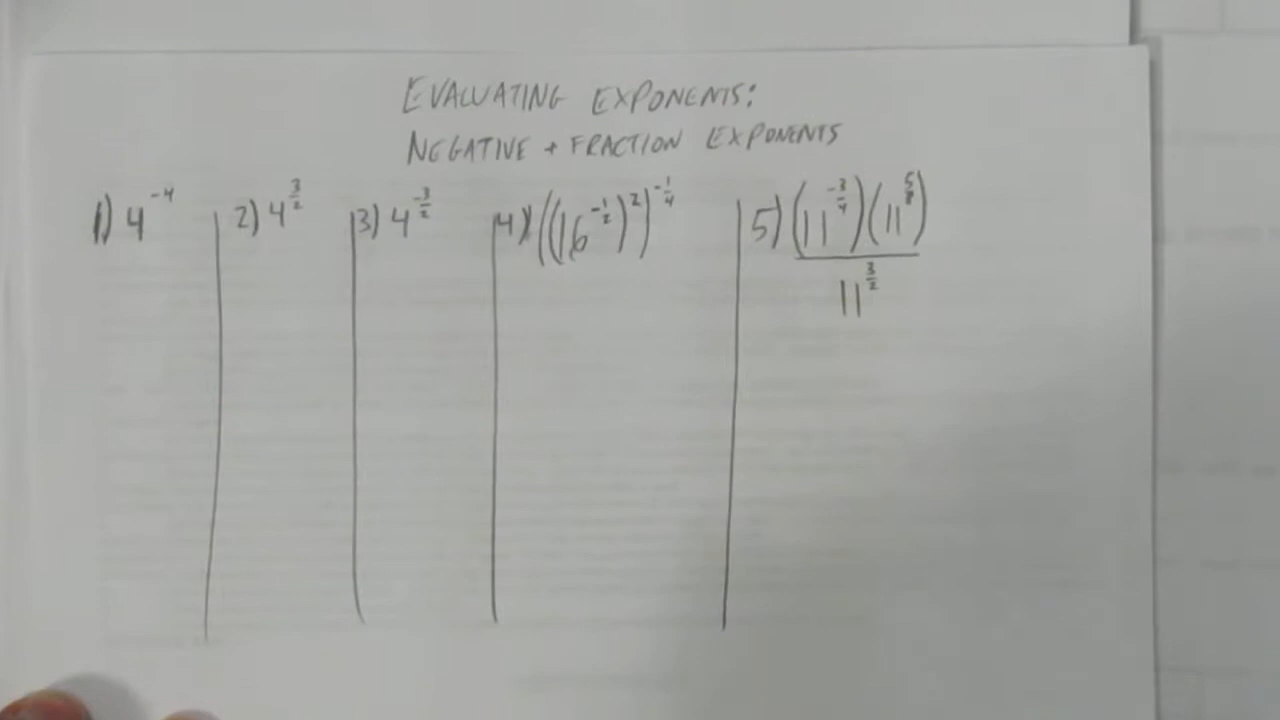 EVALUATING EXPONENTS:
NEGATIVE + FRACTION EXPONENTS
1) 4^{-4}
2) 4^{3/2}
3) 4^{-3/2}
4) ((16^{-1/2})^2)^{-1/4}
5) (11^{-3/4})(11^{5/}) / 11^{3/2}